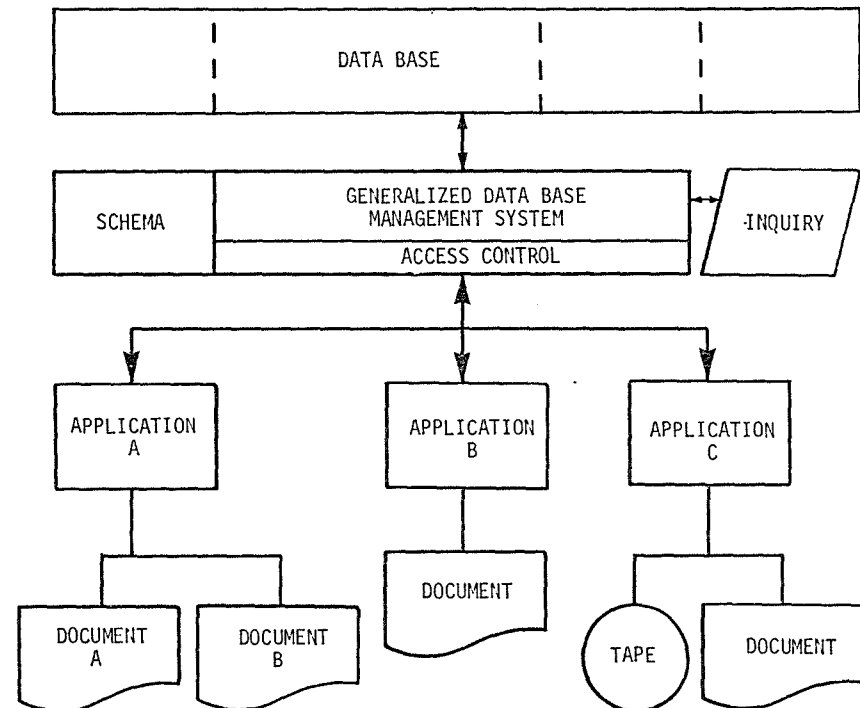 DATA BASE
SCHEMA
GENERALIZED DATA BASE
MANAGEMENT SYSTEM
ACCESS CONTROL
INQUIRY
APPLICATION
A
APPLICATION
B
APPLICATION
C
DOCUMENT
A
DOCUMENT
B
DOCUMENT
TAPE
DOCUMENT